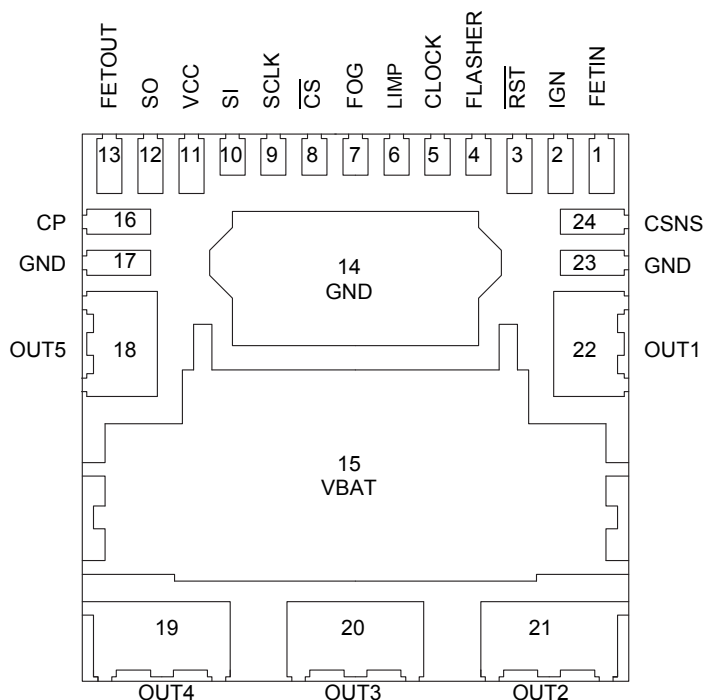 FETOUT
SO
VCC
SI
SCLK
C̅S̅
FOG
LIMP
CLOCK
FLASHER
R̅S̅T̅
IGN
FETIN
13 12 11 10 9 8 7 6 5 4 3 2 1
CP 16 24 CSNS
GND 17 14 23 GND
GND
OUT5 18 22 OUT1
15
VBAT
19 20 21
OUT4 OUT3 OUT2